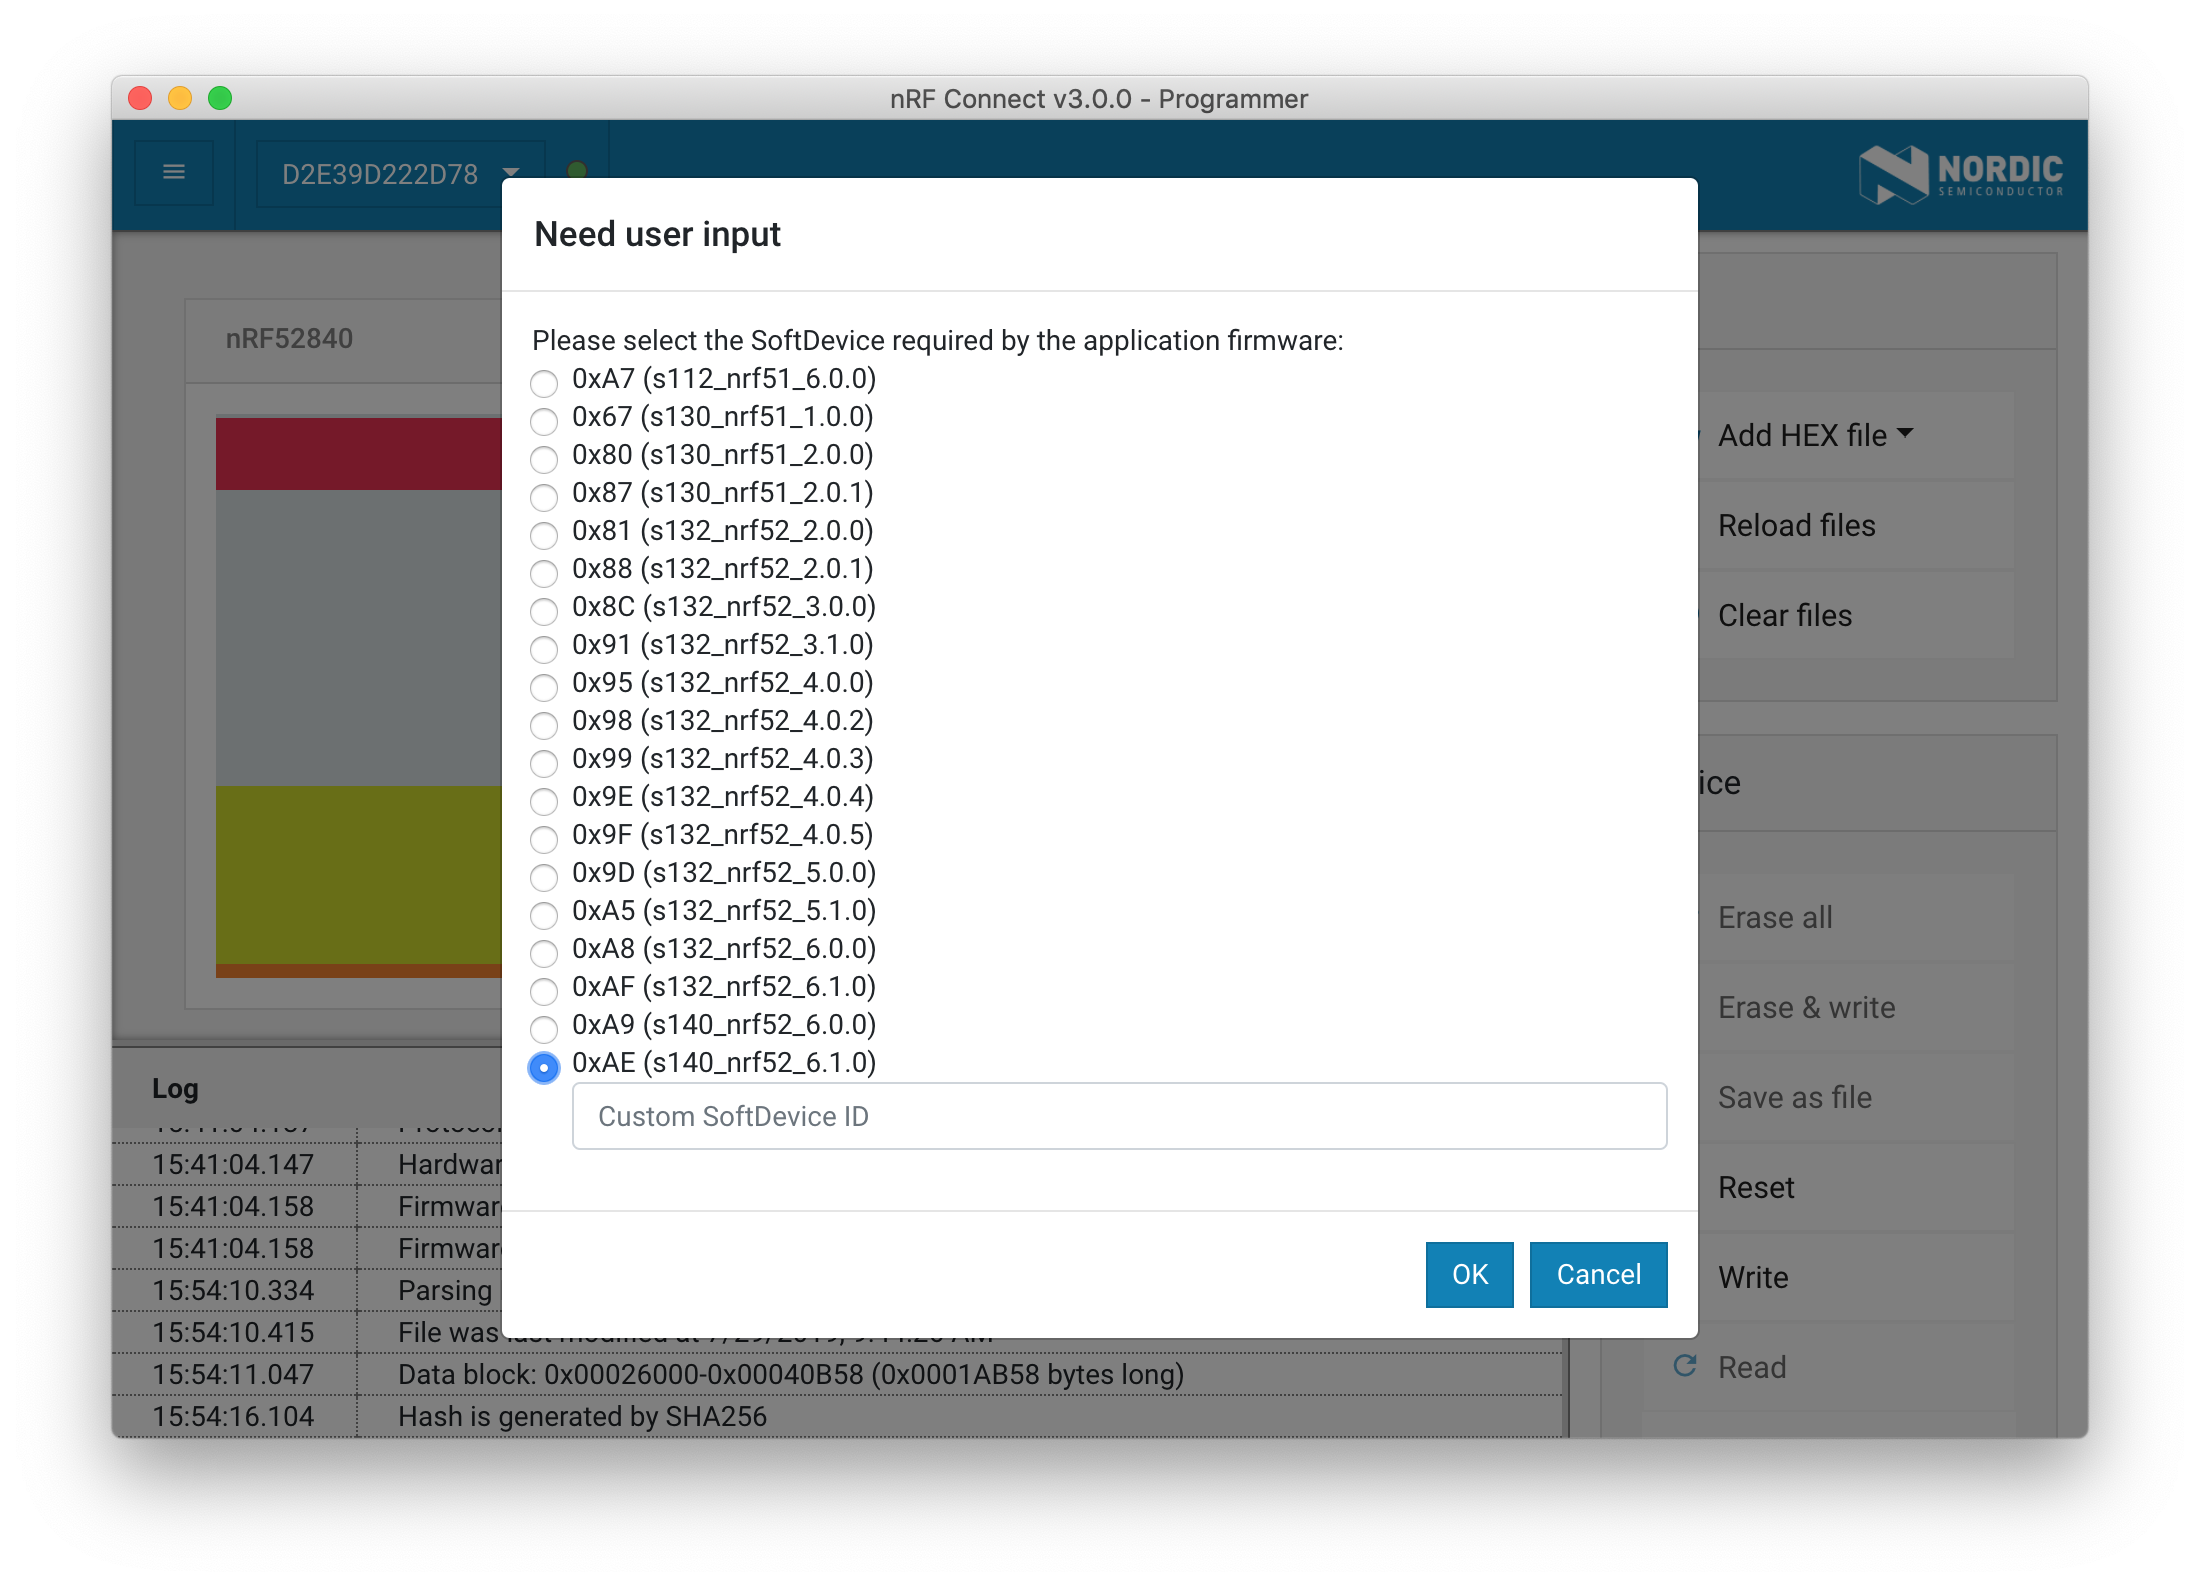 nRF Connect v3.0.0 - Programmer
D2E39D222D78
NORDIC
SEMICONDUCTOR
nRF52840
Need user input
Please select the SoftDevice required by the application firmware:
0xA7 (s112_nrf51_6.0.0)
0x67 (s130_nrf51_1.0.0)
0x80 (s130_nrf51_2.0.0)
0x87 (s130_nrf51_2.0.1)
0x81 (s132_nrf52_2.0.0)
0x88 (s132_nrf52_2.0.1)
0x8C (s132_nrf52_3.0.0)
0x91 (s132_nrf52_3.1.0)
0x95 (s132_nrf52_4.0.0)
0x98 (s132_nrf52_4.0.2)
0x99 (s132_nrf52_4.0.3)
0x9E (s132_nrf52_4.0.4)
0x9F (s132_nrf52_4.0.5)
0x9D (s132_nrf52_5.0.0)
0xA5 (s132_nrf52_5.1.0)
0xA8 (s132_nrf52_6.0.0)
0xAF (s132_nrf52_6.1.0)
0xA9 (s140_nrf52_6.0.0)
0xAE (s140_nrf52_6.1.0)
Custom SoftDevice ID
OK Cancel
Add HEX file
Reload files
Clear files
ice
Erase all
Erase & write
Save as file
Reset
Write
Read
Log
15:41:04.147 Hardwar
15:41:04.158 Firmwar
15:41:04.158 Firmwar
15:54:10.334 Parsing
15:54:10.415 File was
15:54:11.047 Data block: 0x00026000-0x00040B58 (0x0001AB58 bytes long)
15:54:16.104 Hash is generated by SHA256